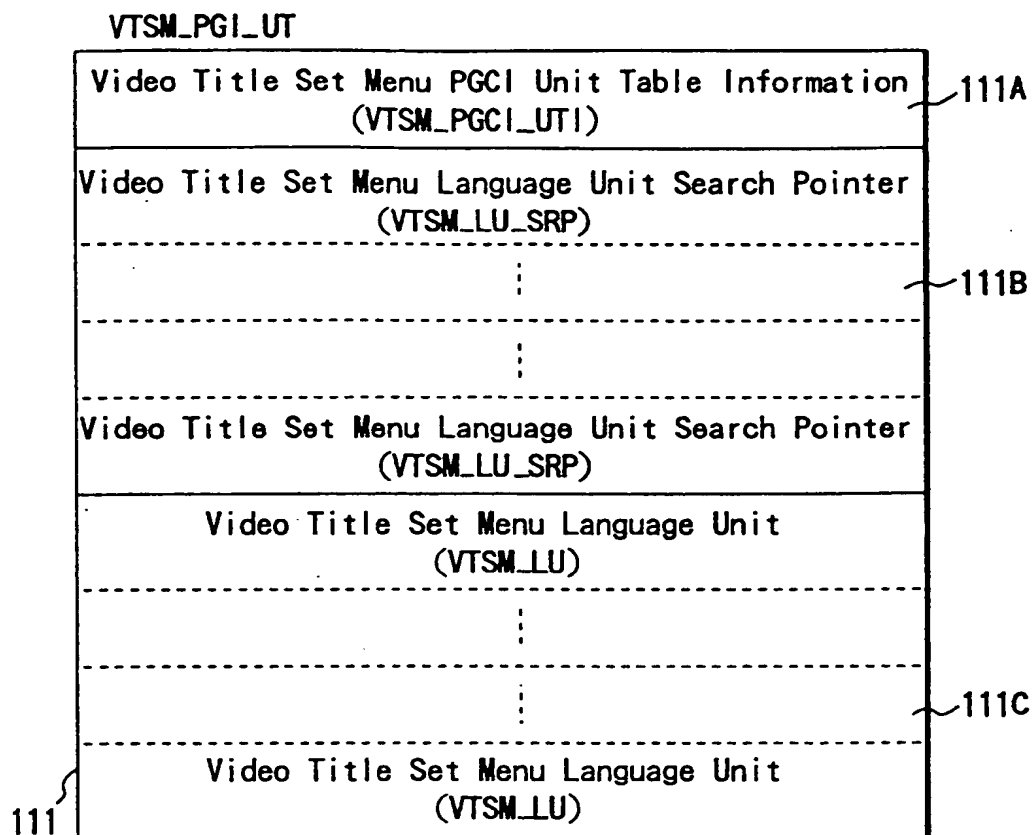 VTSM_PGI_UT
Video Title Set Menu PGCI Unit Table Information
(VTSM_PGCI_UTI)
111A
Video Title Set Menu Language Unit Search Pointer
(VTSM_LU_SRP)
111B
Video Title Set Menu Language Unit Search Pointer
(VTSM_LU_SRP)
Video Title Set Menu Language Unit
(VTSM_LU)
111C
Video Title Set Menu Language Unit
(VTSM_LU)
111